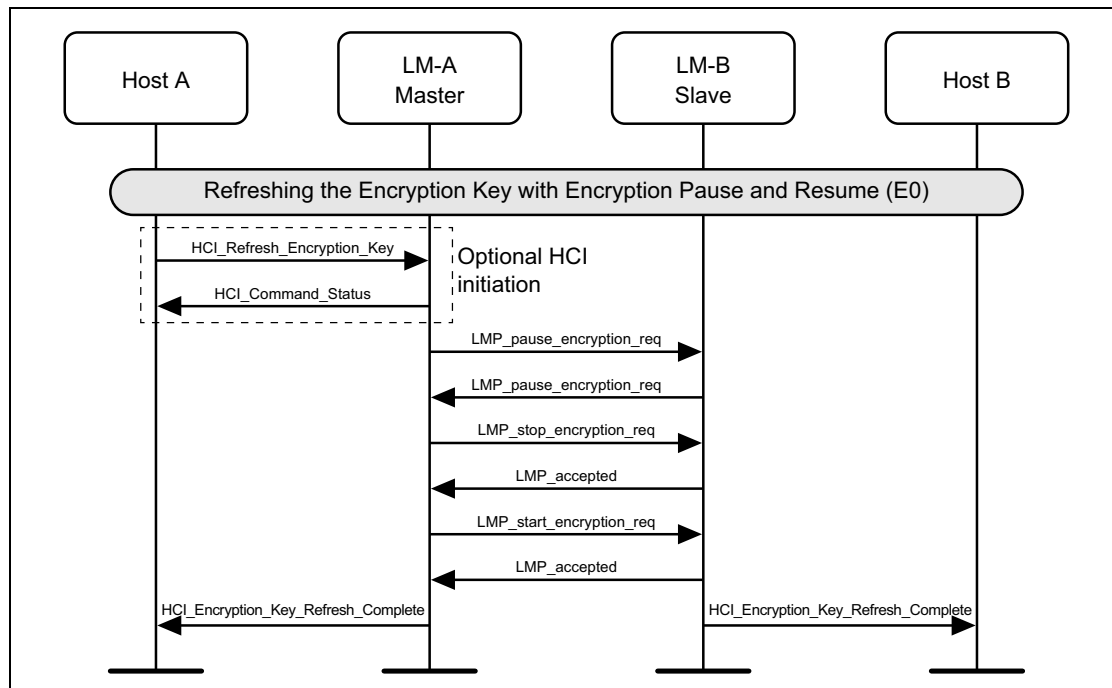 Host A
LM-A
Master
LM-B
Slave
Host B
Refreshing the Encryption Key with Encryption Pause and Resume (E0)
HCI_Refresh_Encryption_Key
Optional HCI
initiation
HCI_Command_Status
LMP_pause_encryption_req
LMP_pause_encryption_req
LMP_stop_encryption_req
LMP_accepted
LMP_start_encryption_req
LMP_accepted
HCI_Encryption_Key_Refresh_Complete
HCI_Encryption_Key_Refresh_Complete